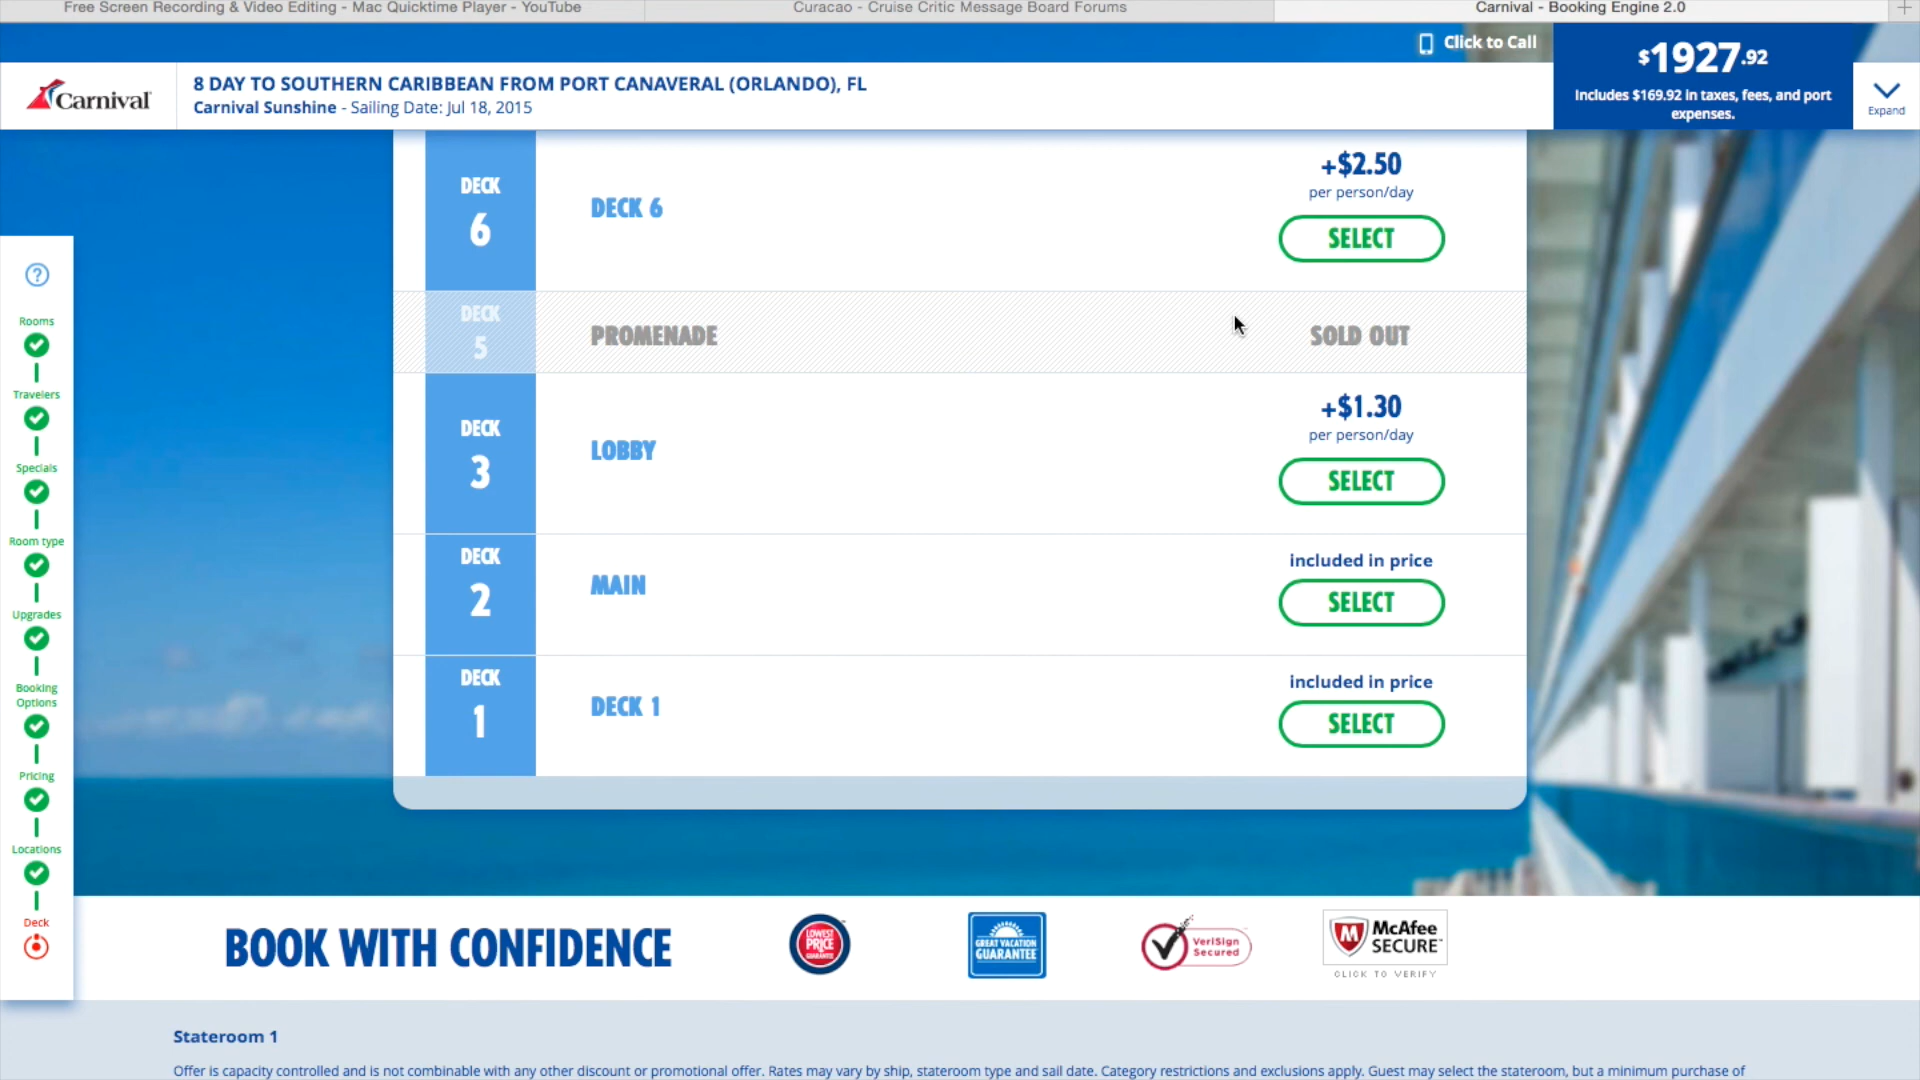 Free Screen Recording & Video Editing - Mac Quicktime Player - YouTube
Curacao - Cruise Critic Message Board Forums
Carnival - Booking Engine 2.0
Click to Call
$1927.92
Includes $169.92 in taxes, fees, and port
expenses.
Expand
Carnival
8 DAY TO SOUTHERN CARIBBEAN FROM PORT CANAVERAL (ORLANDO), FL
Carnival Sunshine - Sailing Date: Jul 18, 2015
Rooms
Travelers
Specials
Room type
Upgrades
Booking
Options
Pricing
Locations
Deck
DECK
6
DECK 6
+$2.50
per person/day
SELECT
DECK
5
PROMENADE
SOLD OUT
DECK
3
LOBBY
+$1.30
per person/day
SELECT
DECK
2
MAIN
included in price
SELECT
DECK
1
DECK 1
included in price
SELECT
BOOK WITH CONFIDENCE
LOWEST
PRICE
GUARANTEE
GREAT VACATION
GUARANTEE
VeriSign
Secured
McAfee
SECURE™
CLICK TO VERIFY
Stateroom 1
Offer is capacity controlled and is not combinable with any other discount or promotional offer. Rates may vary by ship, stateroom type and sail date. Category restrictions and exclusions apply. Guest may select the stateroom, but a minimum purchase of